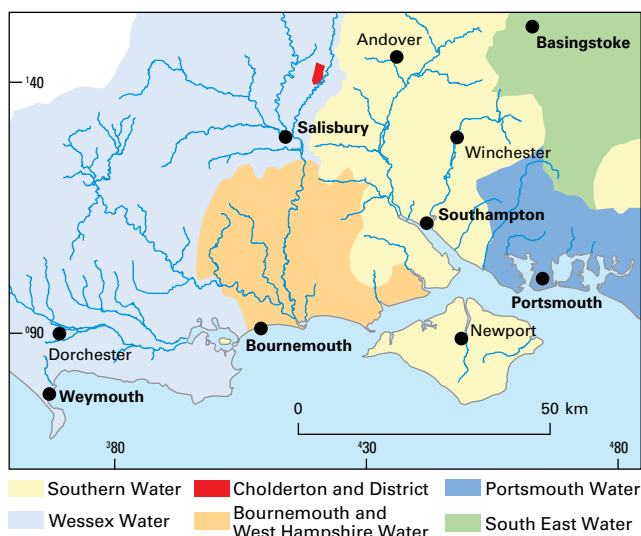 Andover
Basingstoke
¹40
Salisbury
Winchester
Southampton
Portsmouth
⁰90
Newport
Dorchester
Bournemouth
Weymouth
0 50 km
³80 ⁴30 ⁴80
Southern Water
Cholderton and District
Portsmouth Water
Wessex Water
Bournemouth and
West Hampshire Water
South East Water